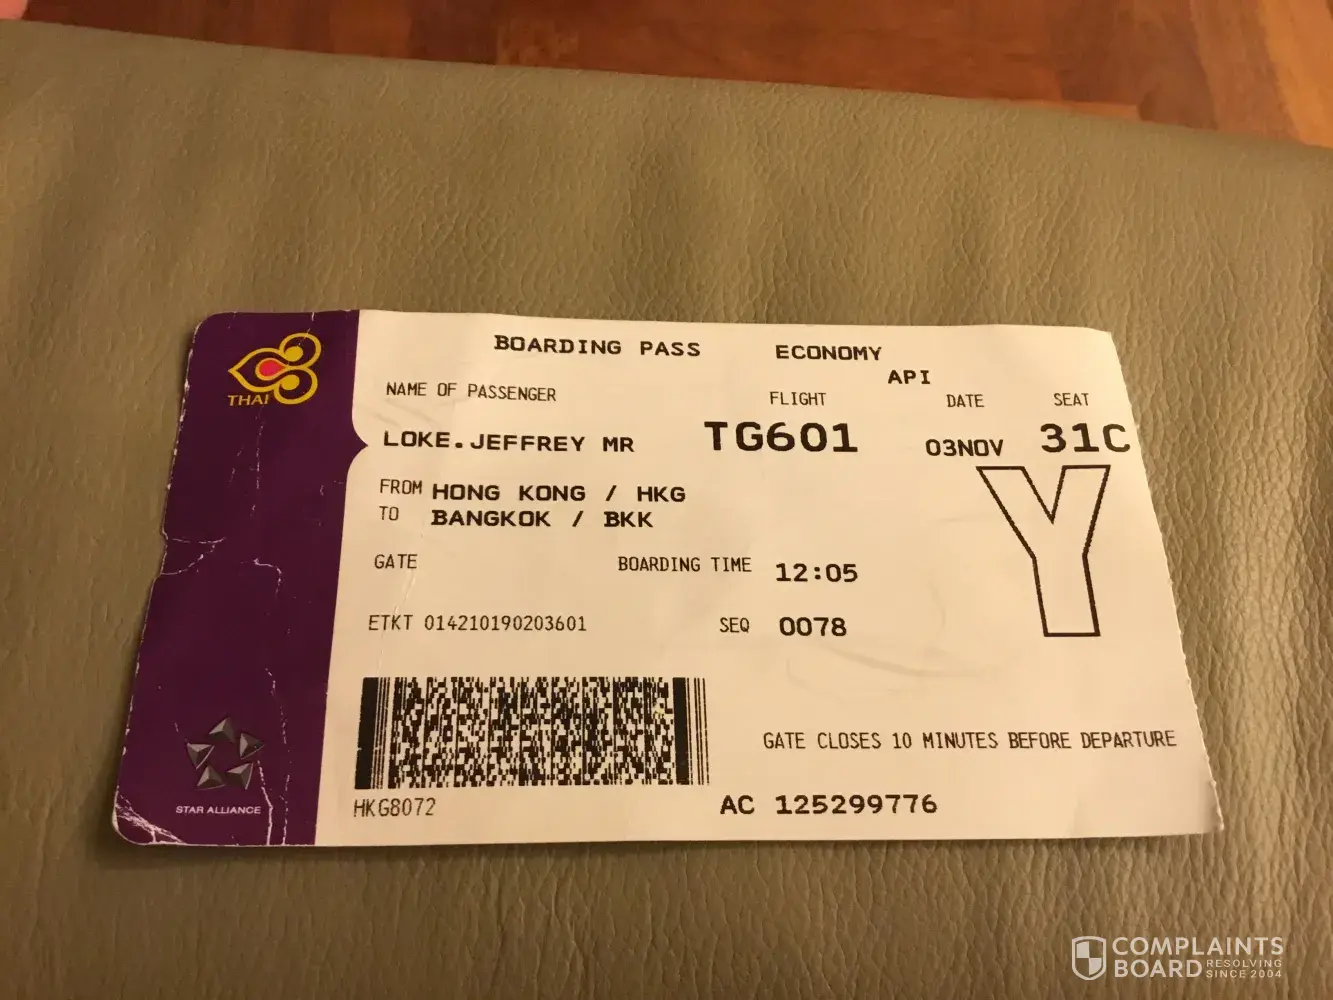 BOARDING PASS ECONOMY
API
NAME OF PASSENGER FLIGHT DATE SEAT
LOKE.JEFFREY MR TG601 03NOV 31C
FROM HONG KONG / HKG
TO BANGKOK / BKK
Y
GATE BOARDING TIME 12:05
ETKT 014210190203601 SEQ 0078
GATE CLOSES 10 MINUTES BEFORE DEPARTURE
HKG8072 AC 125299776
THAI
STAR ALLIANCE
COMPLAINTS
BOARD RESOLVING
SINCE 2004